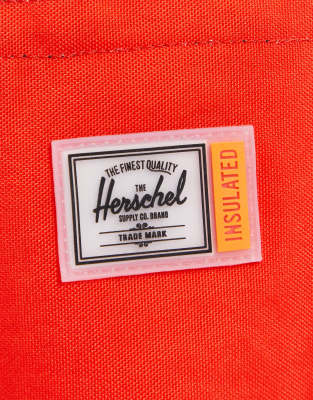 THE FINEST QUALITY
THE
Herschel
SUPPLY CO. BRAND
TRADE MARK
INSULATED